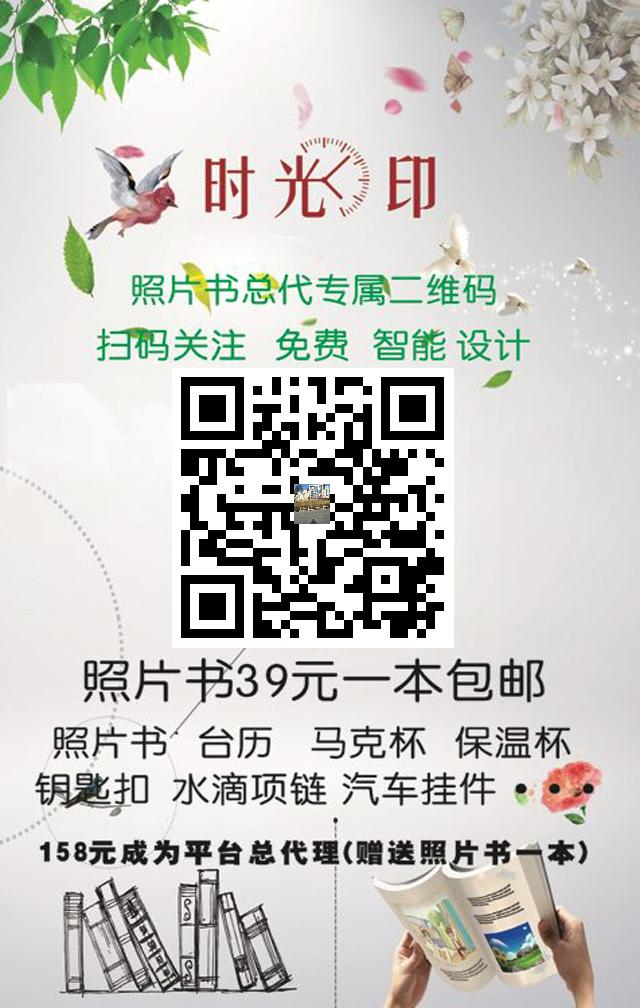 时光印
照片书总代专属二维码
扫码关注 免费 智能 设计
照片书39元一本包邮
照片书 台历 马克杯 保温杯
钥匙扣 水滴项链 汽车挂件
158元成为平台总代理(赠送照片书一本)